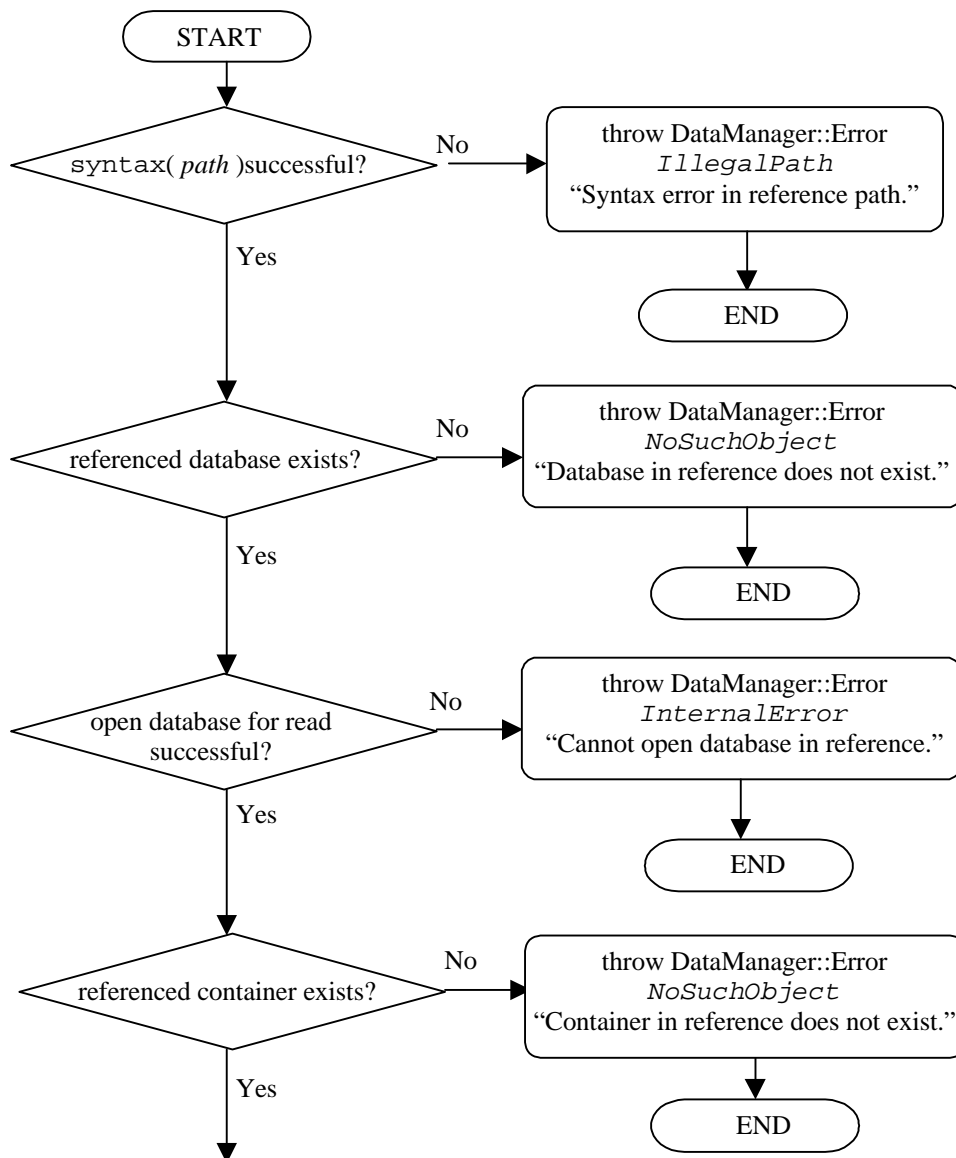 START
syntax( path )successful?
No
throw DataManager::Error
IllegalPath
“Syntax error in reference path.”
END
Yes
referenced database exists?
No
throw DataManager::Error
NoSuchObject
“Database in reference does not exist.”
END
Yes
open database for read
successful?
No
throw DataManager::Error
InternalError
“Cannot open database in reference.”
END
Yes
referenced container exists?
No
throw DataManager::Error
NoSuchObject
“Container in reference does not exist.”
END
Yes